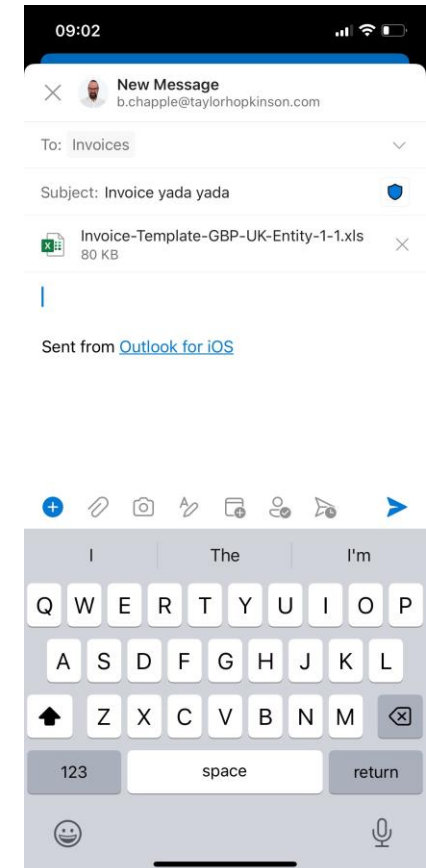 09:02
New Message
b.chapple@taylorhopkinson.com
To: Invoices
Subject: Invoice yada yada
Invoice-Template-GBP-UK-Entity-1-1.xls
80 KB
Sent from Outlook for iOS
I The I'm
Q W E R T Y U I O P
A S D F G H J K L
Z X C V B N M
123 space return